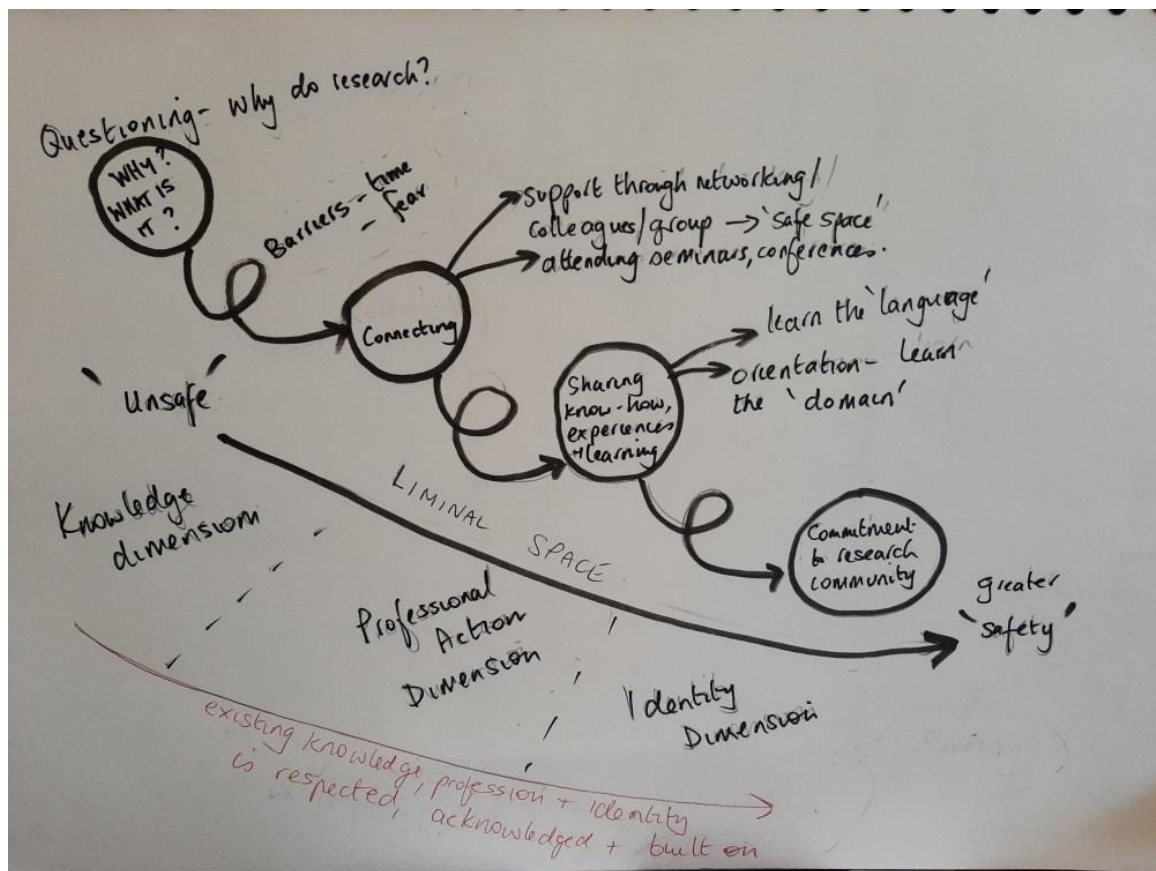 Questioning - why do research?
WHY?
WHAT IS
IT?
Barriers - time
- fear
Connecting
support through networking/
colleagues/group → 'safe space'
attending seminars, conferences.
Sharing
know-how,
experiences
+ learning
learn the 'language'
orientation - learn
the 'domain'
Commitment
to research
community
'Unsafe'
LIMINAL
SPACE
greater
'safety'
Knowledge
dimension
Professional
Action
Dimension
Identity
Dimension
existing knowledge, profession + identity
is respected, acknowledged + built on